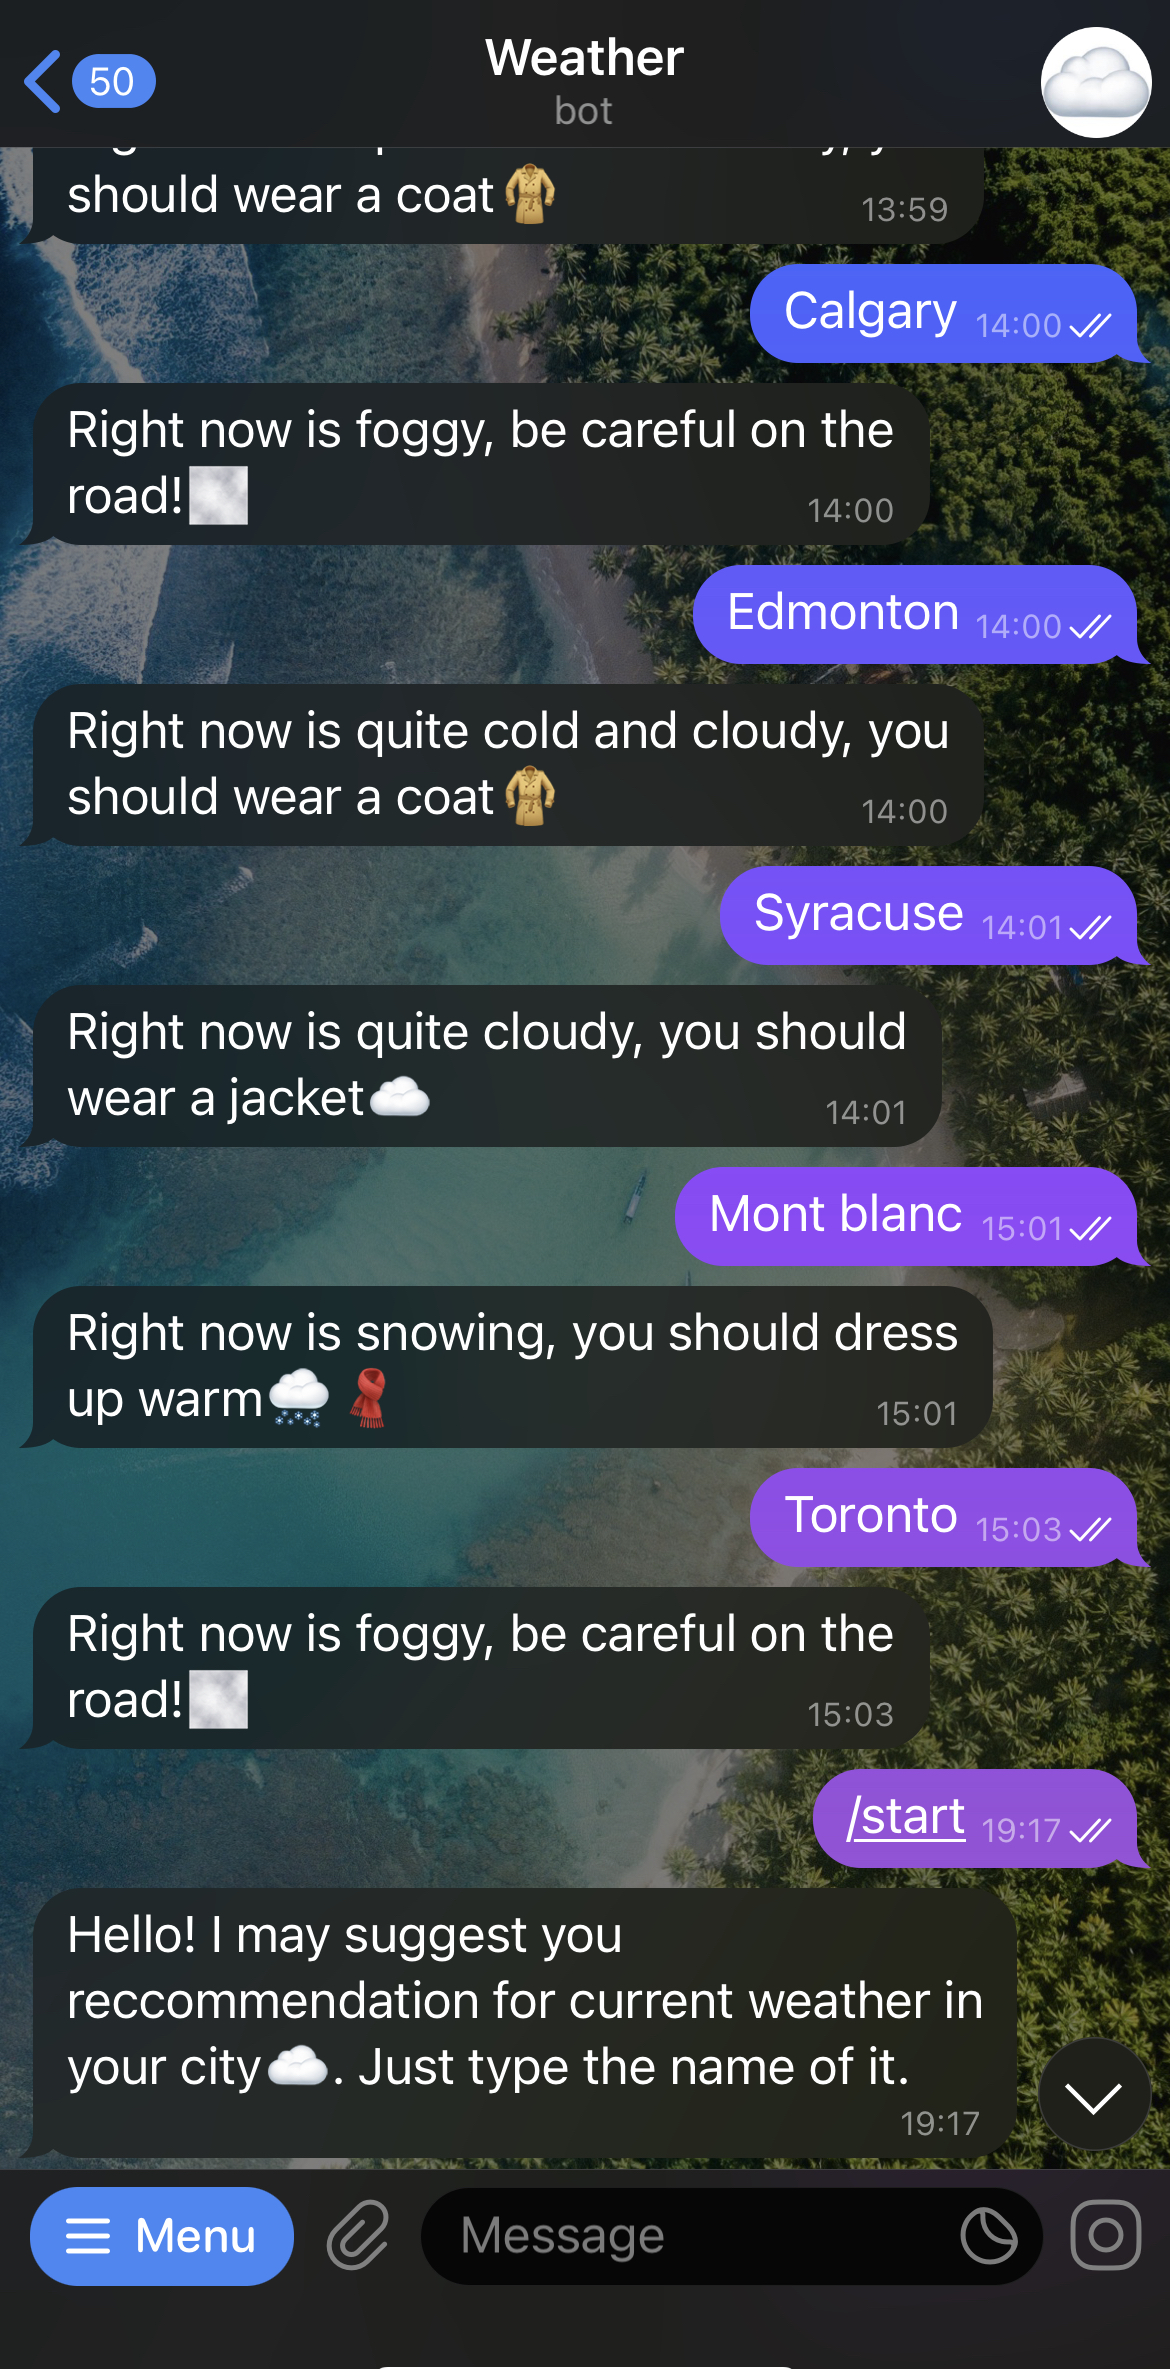 50
Weather
bot
should wear a coat🧥
13:59
Calgary 14:00
Right now is foggy, be careful on the
road!🌫
14:00
Edmonton 14:00
Right now is quite cold and cloudy, you
should wear a coat🧥
14:00
Syracuse 14:01
Right now is quite cloudy, you should
wear a jacket☁️
14:01
Mont blanc 15:01
Right now is snowing, you should dress
up warm🌨🧣
15:01
Toronto 15:03
Right now is foggy, be careful on the
road!🌫
15:03
/start 19:17
Hello! I may suggest you
reccommendation for current weather in
your city☁️. Just type the name of it.
19:17
Menu
Message